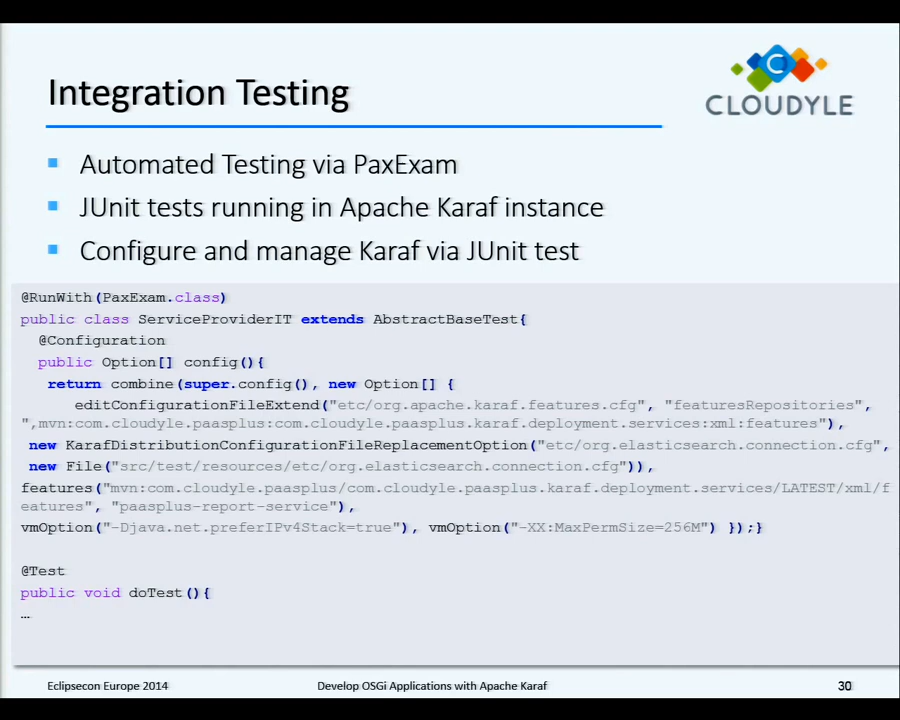 Integration Testing
CLOUDYLE
Automated Testing via PaxExam
JUnit tests running in Apache Karaf instance
Configure and manage Karaf via JUnit test
@RunWith(PaxExam.class)
public class ServiceProviderIT extends AbstractBaseTest{
@Configuration
public Option[] config(){
return combine(super.config(), new Option[] {
editConfigurationFileExtend("etc/org.apache.karaf.features.cfg", "featuresRepositories",
",mvn:com.cloudyle.paasplus:com.cloudyle.paasplus.karaf.deployment.services:xml:features"),
new KarafDistributionConfigurationFileReplacementOption("etc/org.elasticsearch.connection.cfg",
new File("src/test/resources/etc/org.elasticsearch.connection.cfg")),
features("mvn:com.cloudyle.paasplus/com.cloudyle.paasplus.karaf.deployment.services/LATEST/xml/f
eatures", "paasplus-report-service"),
vmOption("-Djava.net.preferIPv4Stack=true"), vmOption("-XX:MaxPermSize=256M") });}
@Test
public void doTest(){
…
Eclipsecon Europe 2014
Develop OSGi Applications with Apache Karaf
30